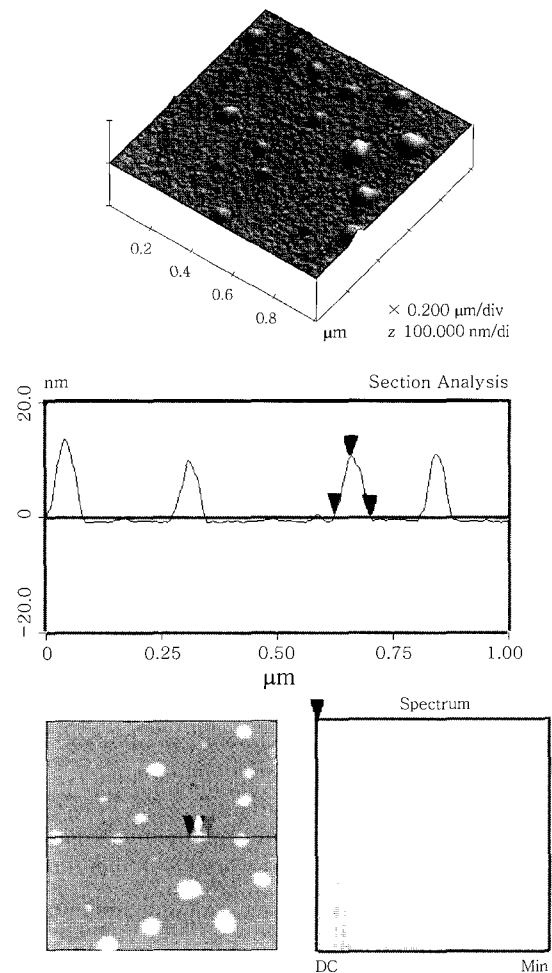 0.2
0.4
0.6
0.8
μm
× 0.200 μm/div
z 100.000 nm/di
nm
Section Analysis
20.0
0
−20.0
0 0.25 0.50 0.75 1.00
μm
Spectrum
DC Min